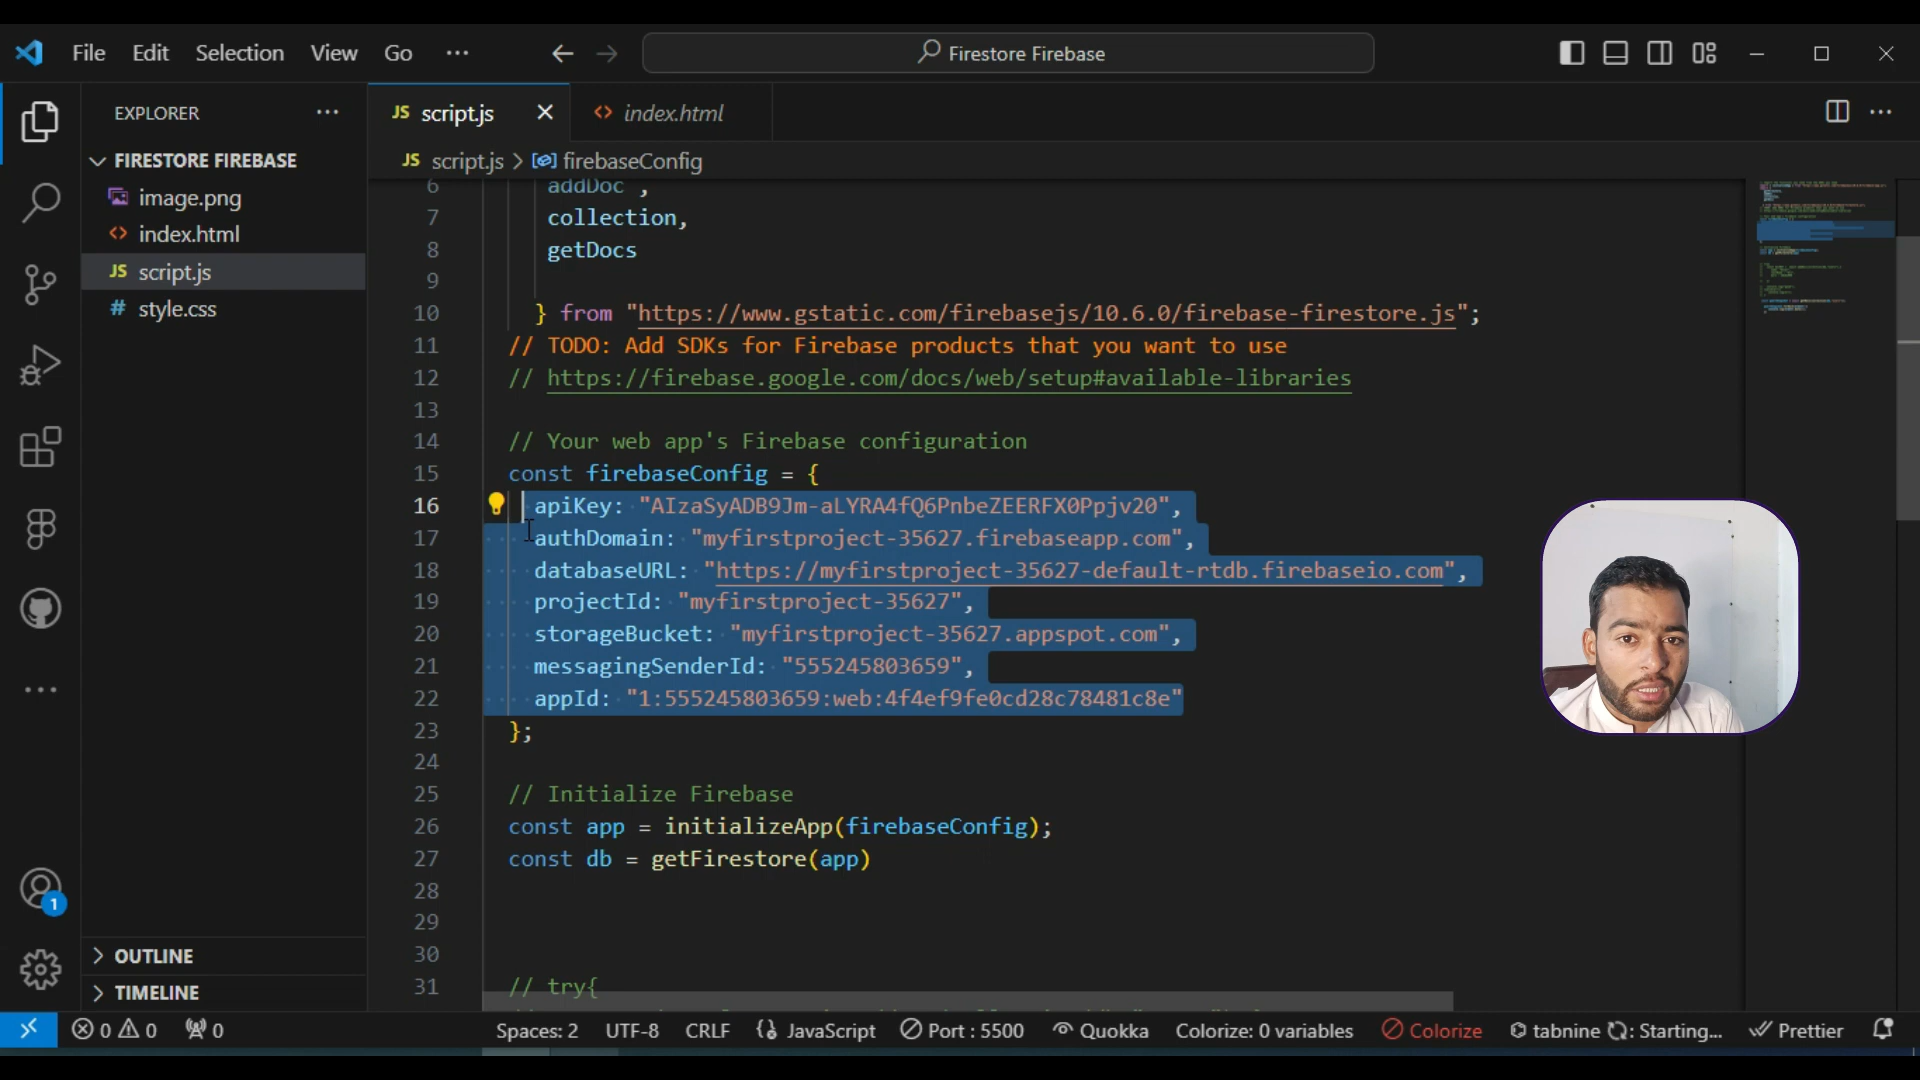 File Edit Selection View Go ··· Firestore Firebase
EXPLORER ···
JS script.js
<> index.html
···
FIRESTORE FIREBASE
image.png
<> index.html
JS script.js
# style.css
JS script.js > firebaseConfig
6 addDoc ,
7 collection,
8 getDocs
9
10 } from "https://www.gstatic.com/firebasejs/10.6.0/firebase-firestore.js";
11 // TODO: Add SDKs for Firebase products that you want to use
12 // https://firebase.google.com/docs/web/setup#available-libraries
13
14 // Your web app's Firebase configuration
15 const firebaseConfig = {
16 apiKey: "AIzaSyADB9Jm-aLYRA4fQ6PnbeZEERFX0Ppjv20",
17 authDomain: "myfirstproject-35627.firebaseapp.com",
18 databaseURL: "https://myfirstproject-35627-default-rtdb.firebaseio.com",
19 projectId: "myfirstproject-35627",
20 storageBucket: "myfirstproject-35627.appspot.com",
21 messagingSenderId: "555245803659",
22 appId: "1:555245803659:web:4f4ef9fe0cd28c78481c8e"
23 };
24
25 // Initialize Firebase
26 const app = initializeApp(firebaseConfig);
27 const db = getFirestore(app)
28
29
30
31 // try{
1
OUTLINE
TIMELINE
0 0 0 Spaces: 2 UTF-8 CRLF JavaScript Port : 5500 Quokka Colorize: 0 variables Colorize tabnine : Starting... Prettier